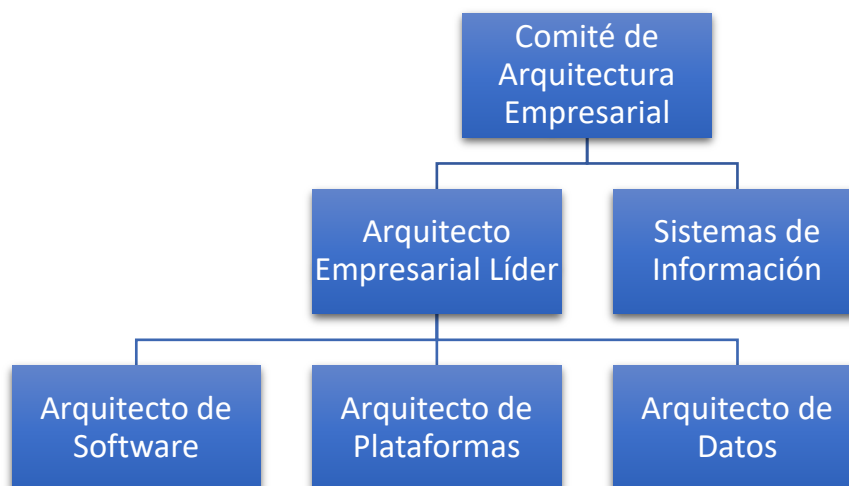 Comité de
Arquitectura
Empresarial
Arquitecto
Empresarial Líder
Sistemas de
Información
Arquitecto de
Software
Arquitecto de
Plataformas
Arquitecto de
Datos